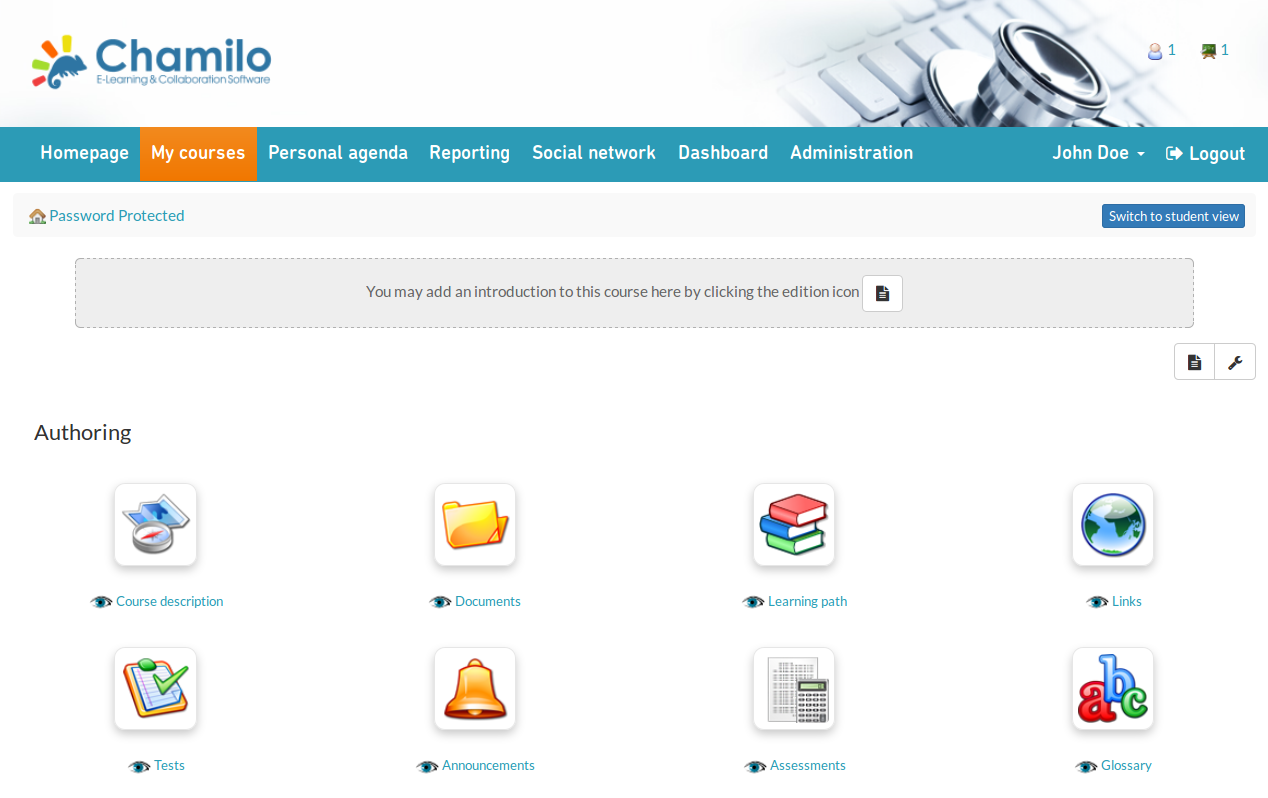 Chamilo
E-Learning & Collaboration Software
1 1
Homepage My courses Personal agenda Reporting Social network Dashboard Administration John Doe Logout
Password Protected Switch to student view
You may add an introduction to this course here by clicking the edition icon
Authoring
Course description Documents Learning path Links
abc
Tests Announcements Assessments Glossary